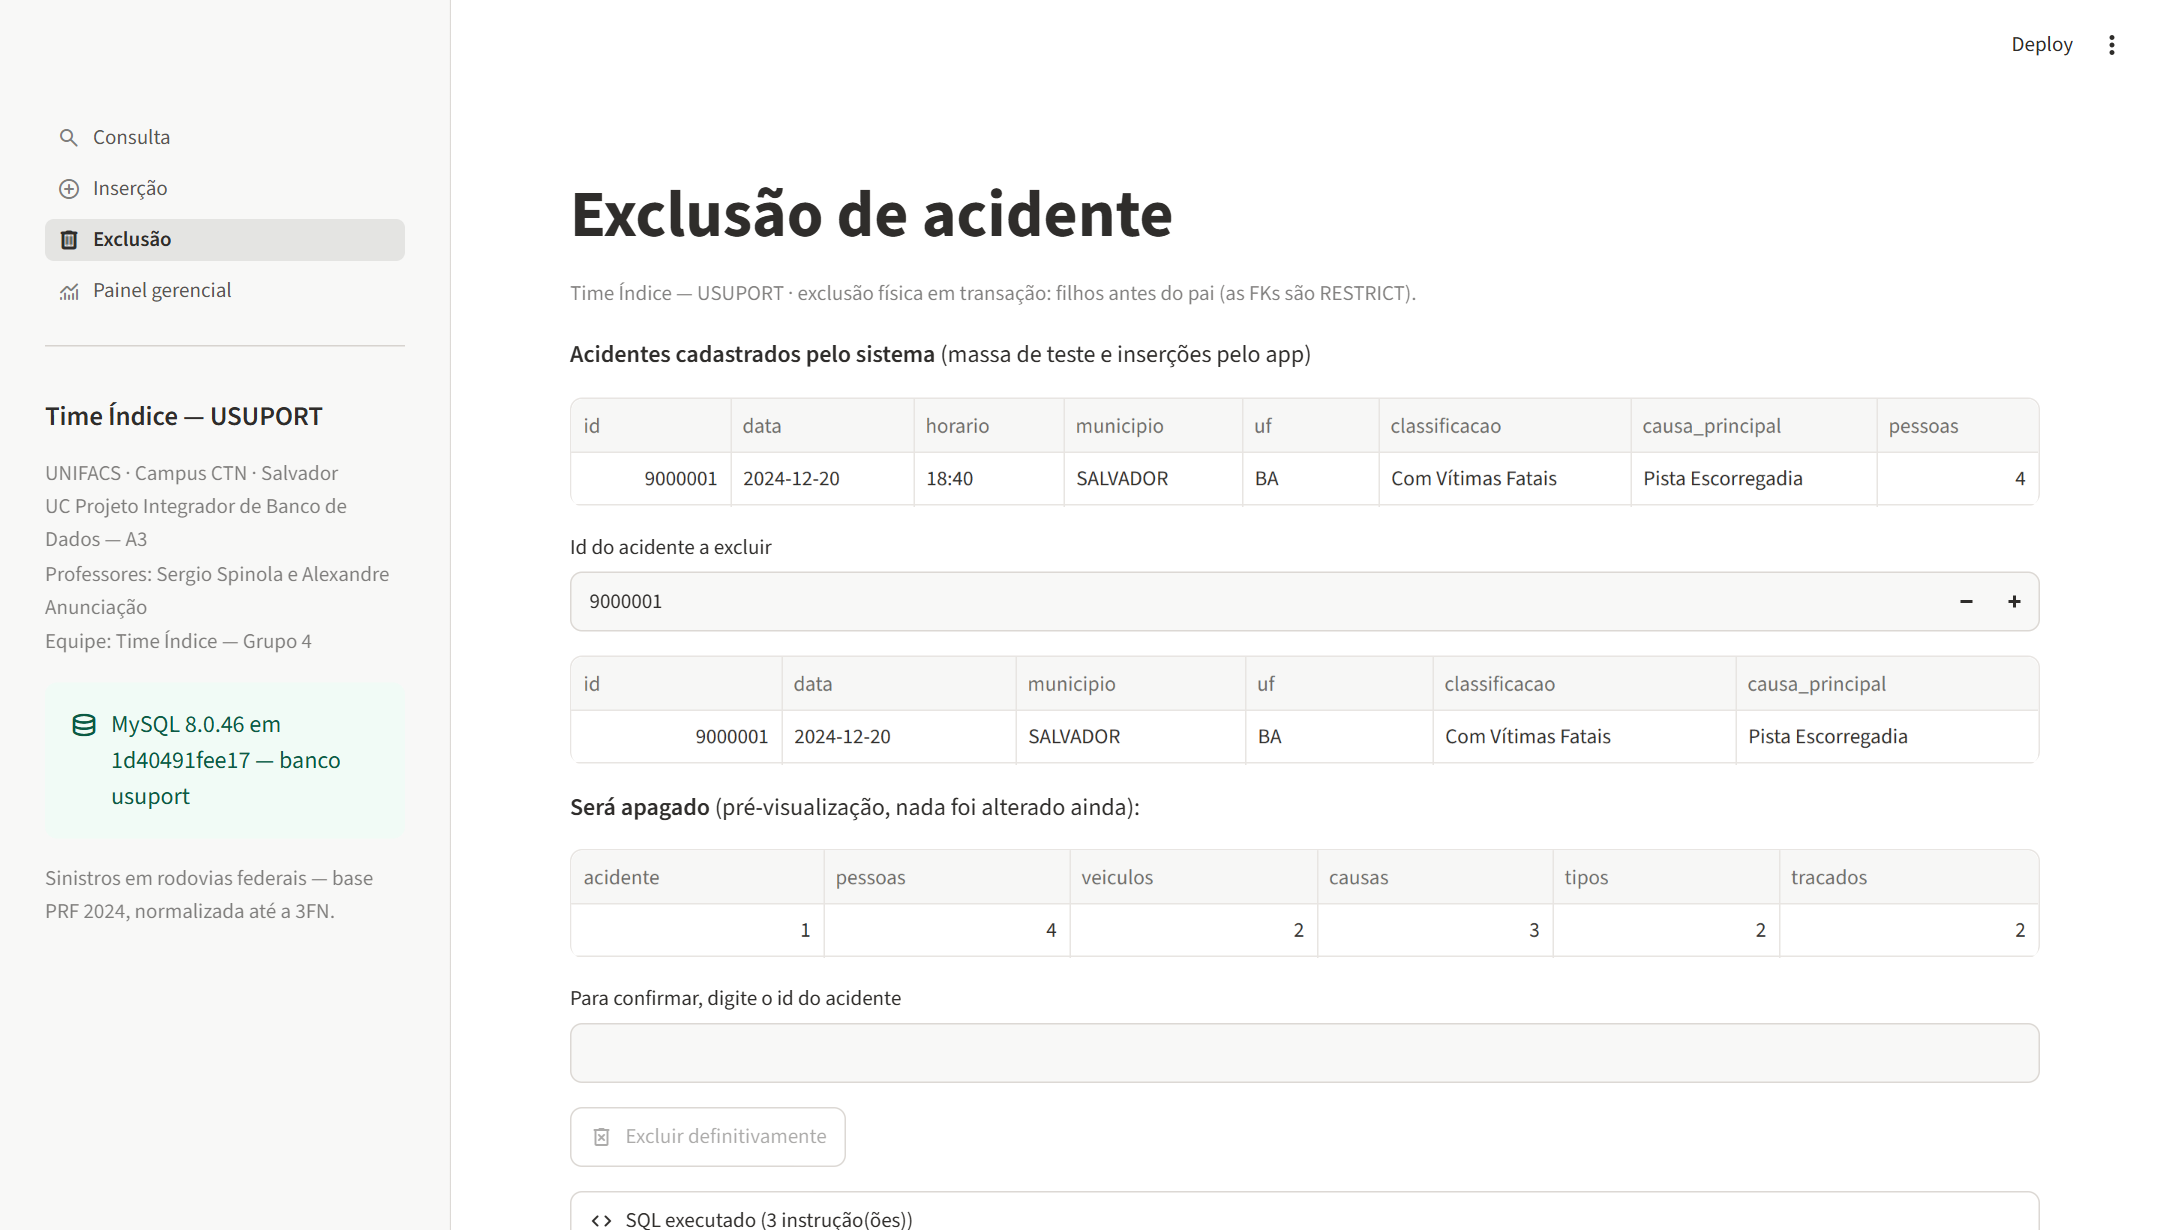 Deploy
Consulta
Inserção
Exclusão
Painel gerencial
Time Índice — USUPORT
UNIFACS · Campus CTN · Salvador
UC Projeto Integrador de Banco de
Dados — A3
Professores: Sergio Spinola e Alexandre
Anunciação
Equipe: Time Índice — Grupo 4
MySQL 8.0.46 em
1d40491fee17 — banco
usuport
Sinistros em rodovias federais — base
PRF 2024, normalizada até a 3FN.
Exclusão de acidente
Time Índice — USUPORT · exclusão física em transação: filhos antes do pai (as FKs são RESTRICT).
Acidentes cadastrados pelo sistema (massa de teste e inserções pelo app)
id data horario municipio uf classificacao causa_principal pessoas
9000001 2024-12-20 18:40 SALVADOR BA Com Vítimas Fatais Pista Escorregadia 4
Id do acidente a excluir
9000001
id data municipio uf classificacao causa_principal
9000001 2024-12-20 SALVADOR BA Com Vítimas Fatais Pista Escorregadia
Será apagado (pré-visualização, nada foi alterado ainda):
acidente pessoas veiculos causas tipos tracados
1 4 2 3 2 2
Para confirmar, digite o id do acidente
Excluir definitivamente
SQL executado (3 instrução(ões))